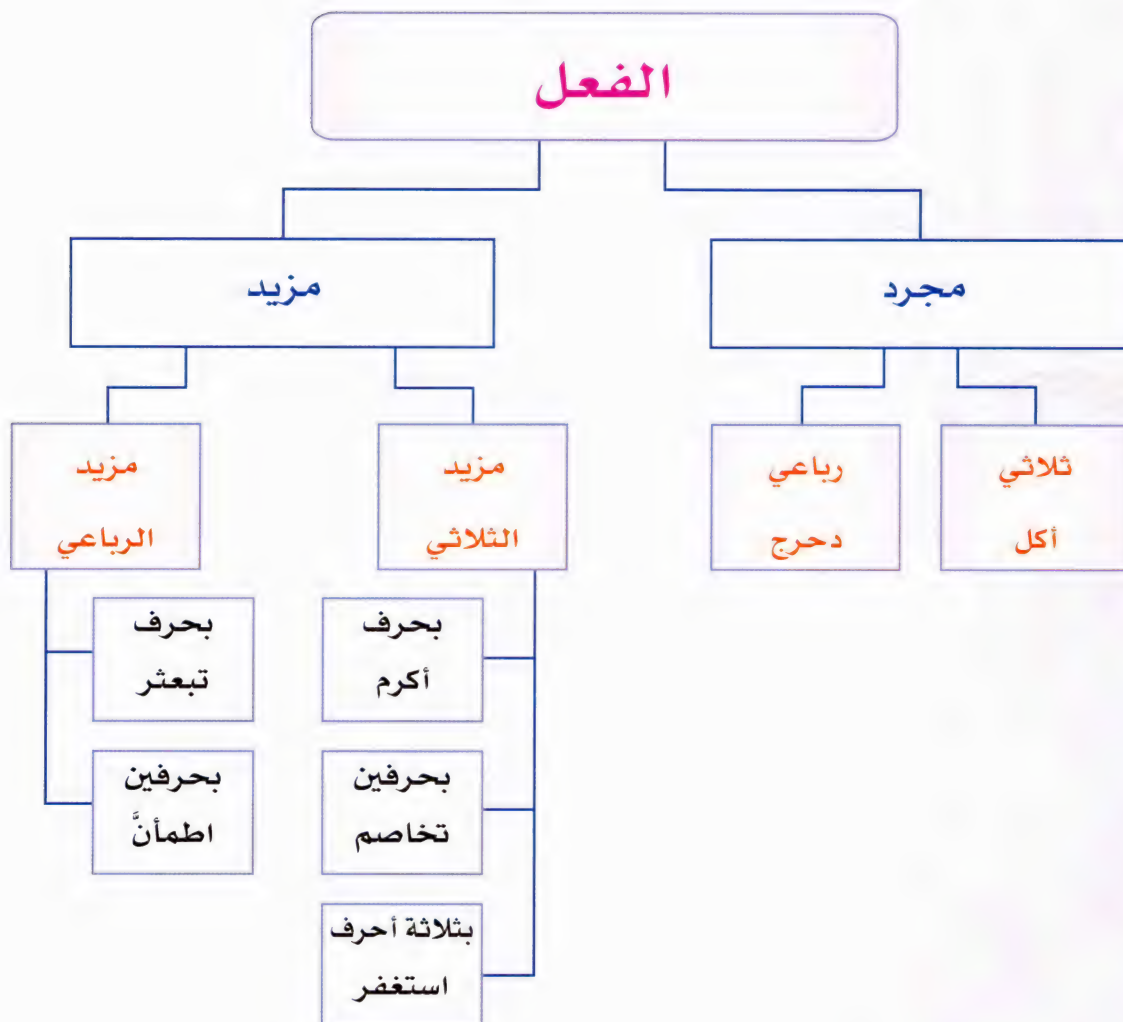 الفعل
مجرد
مزيد
ثلاثي
أكل
رباعي
دحرج
مزيد
الثلاثي
مزيد
الرباعي
بحرف
أكرم
بحرفين
تخاصم
بثلاثة أحرف
استغفر
بحرف
تبعثر
بحرفين
اطمأنَّ